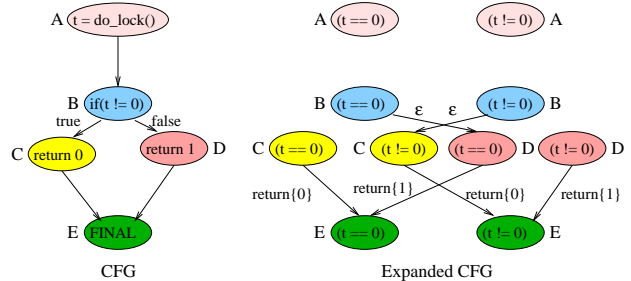 A t = do_lock() A (t == 0) (t != 0) A
B if(t != 0) B (t == 0) ε ε (t != 0) B
true false
C return 0 return 1 D C (t == 0) C (t != 0) (t == 0) D (t != 0) D
return{0} return{1} return{0} return{1}
E FINAL E (t == 0) (t != 0) E
CFG Expanded CFG